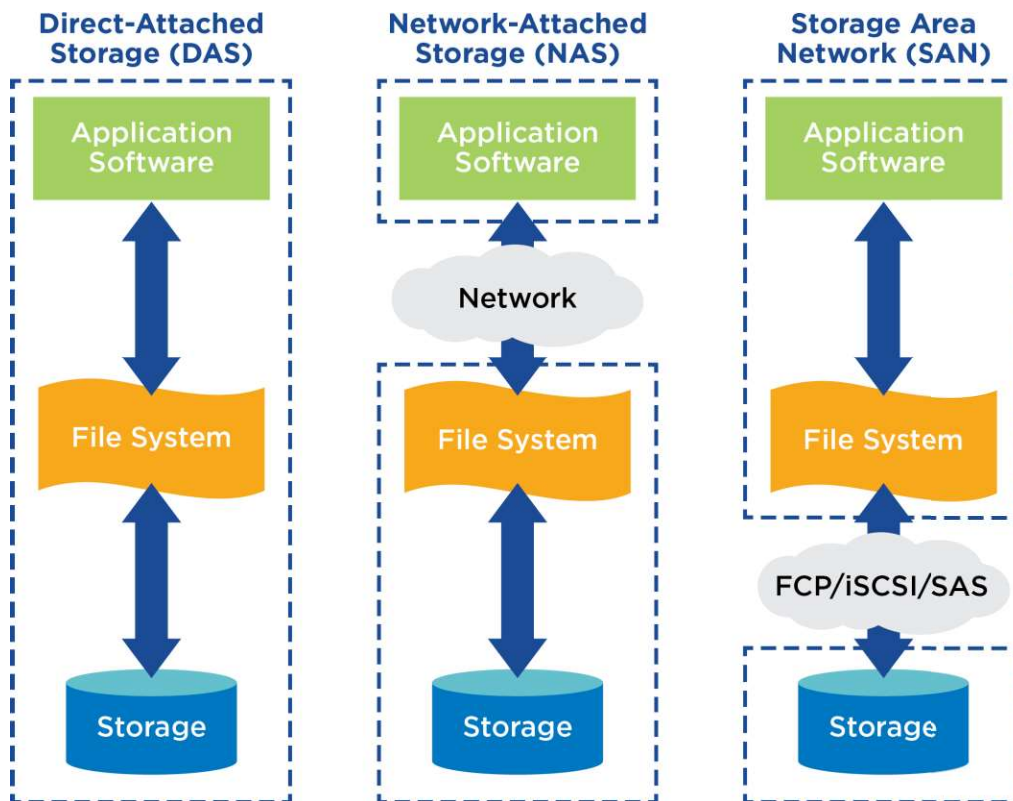 Direct-Attached
Storage (DAS)
Application
Software
File System
Storage
Network-Attached
Storage (NAS)
Application
Software
Network
File System
Storage
Storage Area
Network (SAN)
Application
Software
File System
FCP/iSCSI/SAS
Storage